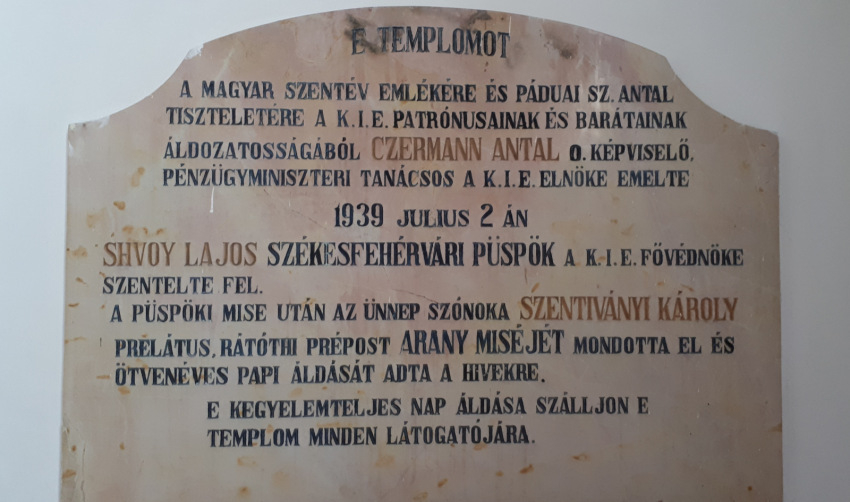 E TEMPLOMOT
A MAGYAR SZENTÉV EMLÉKÉRE ÉS PÁDUAI SZ. ANTAL
TISZTELETÉRE A K.I.E. PATRÓNUSAINAK ÉS BARÁTAINAK
ÁLDOZATOSSÁGÁBÓL CZERMANN ANTAL O. KÉPVISELŐ,
PÉNZÜGYMINISZTERI TANÁCSOS A K.I.E. ELNÖKE EMELTE
1939 JULIUS 2 ÁN
SHVOY LAJOS SZÉKESFEHÉRVÁRI PÜSPÖK A K.I.E. FŐVÉDNÖKE
SZENTELTE FEL.
A PÜSPÖKI MISE UTÁN AZ ÜNNEP SZÓNOKA SZENTIVÁNYI KÁROLY
PRÉLÁTUS, RÁTÓTHI PRÉPOST ARANY MISÉJÉT MONDOTTA EL ÉS
ÖTVENÉVES PAPI ÁLDÁSÁT ADTA A HIVEKRE.
E KEGYELEMTELJES NAP ÁLDÁSA SZÁLLJON E
TEMPLOM MINDEN LÁTOGATÓJÁRA.